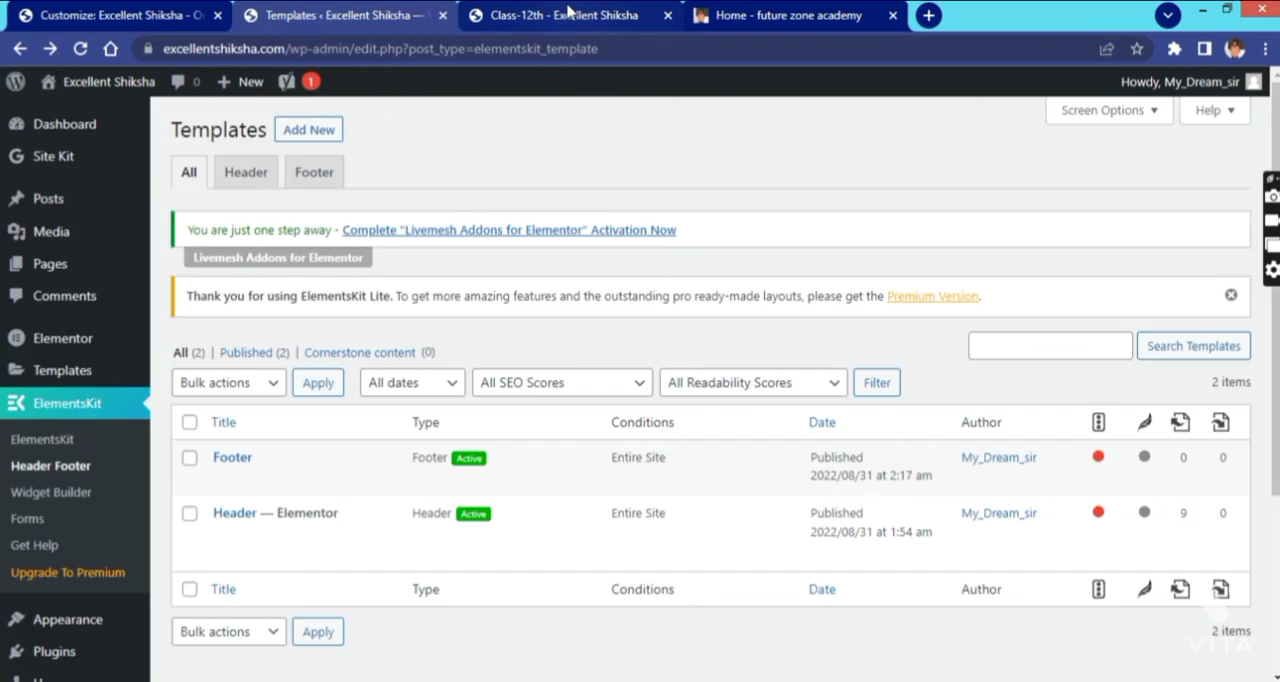 Customize: Excellent Shiksha - O
Templates ‹ Excellent Shiksha —
Class-12th - Excellent Shiksha
Home - future zone academy
excellentshiksha.com/wp-admin/edit.php?post_type=elementskit_template
Excellent Shiksha 0 New 1 Howdy, My_Dream_sir
Screen Options Help
Dashboard
Site Kit
Posts
Media
Pages
Comments
Elementor
Templates
ElementsKit
ElementsKit
Header Footer
Widget Builder
Forms
Get Help
Upgrade To Premium
Appearance
Plugins
Templates Add New
All Header Footer
You are just one step away - Complete "Livemesh Addons for Elementor" Activation Now
Livemesh Addons for Elementor
Thank you for using ElementsKit Lite. To get more amazing features and the outstanding pro ready-made layouts, please get the Premium Version.
All (2) | Published (2) | Cornerstone content (0)
Search Templates
Bulk actions Apply All dates All SEO Scores All Readability Scores Filter 2 items
Title Type Conditions Date Author
Footer Footer Active Entire Site Published My_Dream_sir 0 0
2022/08/31 at 2:17 am
Header — Elementor Header Active Entire Site Published My_Dream_sir 9 0
2022/08/31 at 1:54 am
Title Type Conditions Date Author
Bulk actions Apply 2 items
VITA